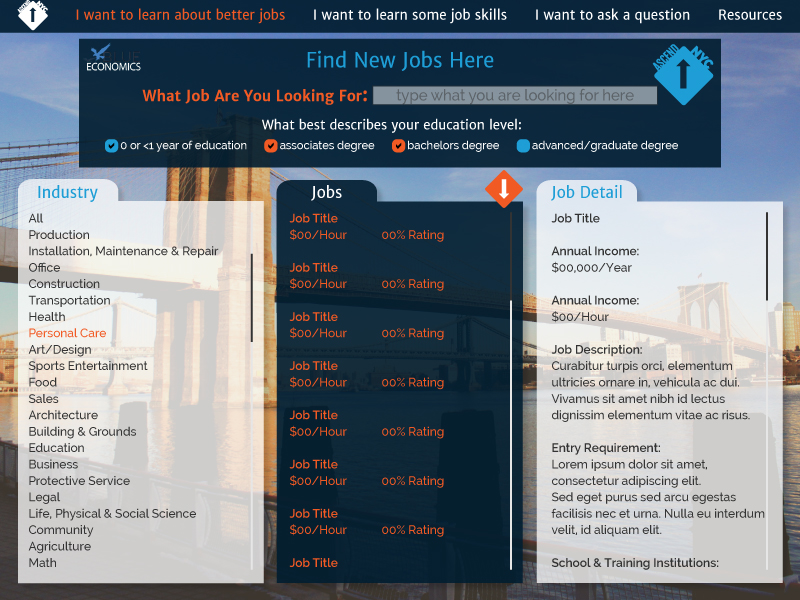 I want to learn about better jobs
I want to learn some job skills
I want to ask a question
Resources
ECONOMICS
Find New Jobs Here
ASCEND NYC
What Job Are You Looking For:
type what you are looking for here
What best describes your education level:
0 or <1 year of education
associates degree
bachelors degree
advanced/graduate degree
Industry
All
Production
Installation, Maintenance & Repair
Office
Construction
Transportation
Health
Personal Care
Art/Design
Sports Entertainment
Food
Sales
Architecture
Building & Grounds
Education
Business
Protective Service
Legal
Life, Physical & Social Science
Community
Agriculture
Math
Jobs
Job Title
$00/Hour 00% Rating
Job Title
$00/Hour 00% Rating
Job Title
$00/Hour 00% Rating
Job Title
$00/Hour 00% Rating
Job Title
$00/Hour 00% Rating
Job Title
$00/Hour 00% Rating
Job Title
$00/Hour 00% Rating
Job Title
Job Detail
Job Title
Annual Income:
$00,000/Year
Annual Income:
$00/Hour
Job Description:
Curabitur turpis orci, elementum
ultricies ornare in, vehicula ac dui.
Vivamus sit amet nibh id lectus
dignissim elementum vitae ac risus.
Entry Requirement:
Lorem ipsum dolor sit amet,
consectetur adipiscing elit.
Sed eget purus sed arcu egestas
facilisis nec et urna. Nulla eu interdum
velit, id aliquam elit.
School & Training Institutions: